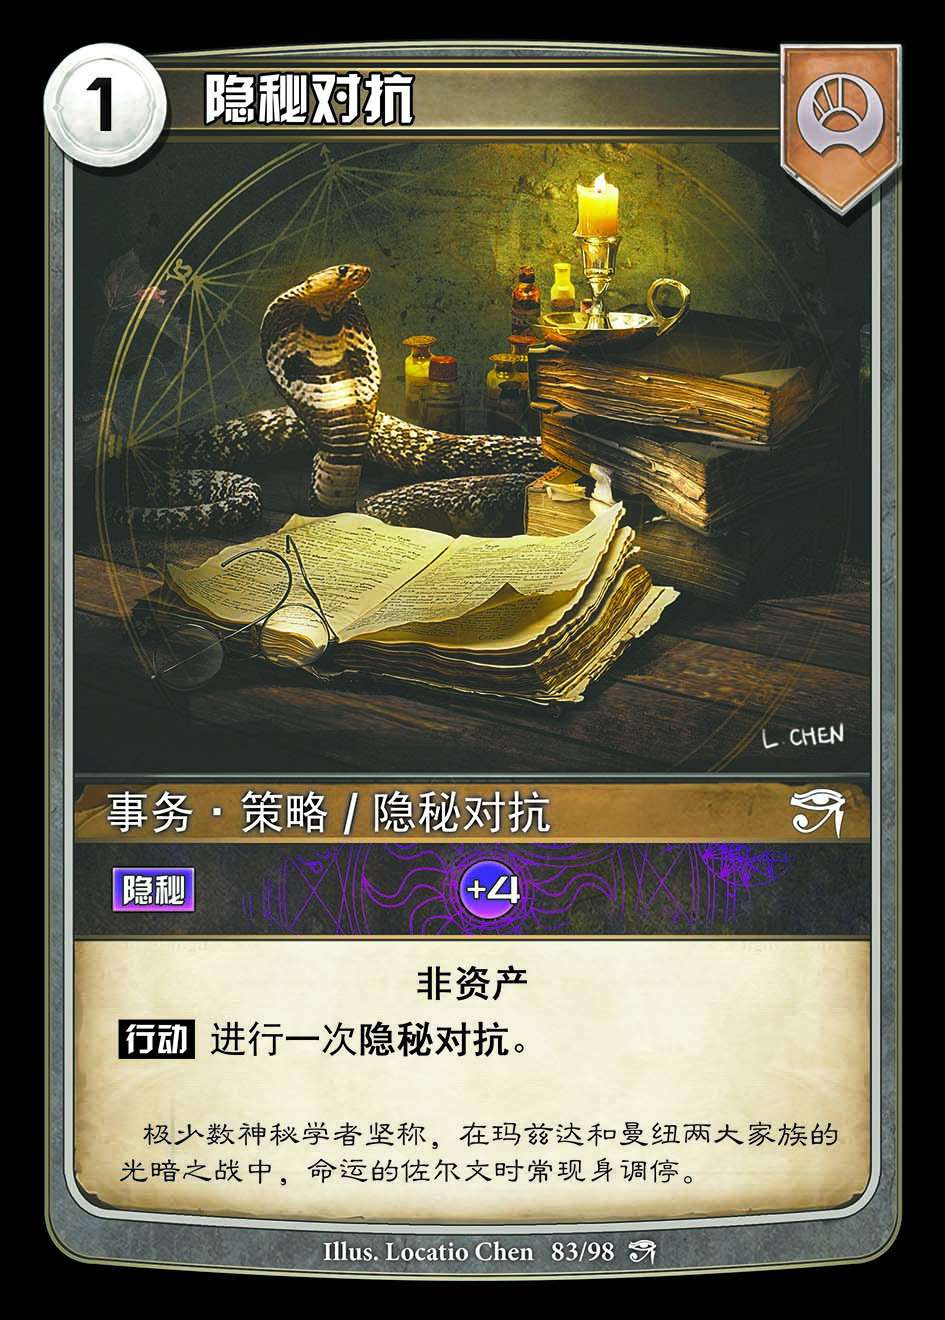 1
隐秘对抗
L. CHEN
事务·策略 / 隐秘对抗
隐秘
+4
非资产
行动 进行一次隐秘对抗。
极少数神秘学者坚称，在玛兹达和曼纽两大家族的
光暗之战中，命运的佐尔文时常现身调停。
Illus. Locatio Chen 83/98